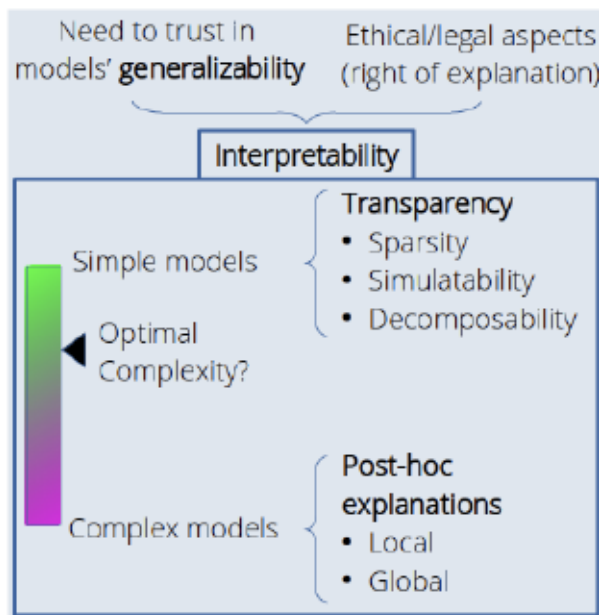 Need to trust in
models’ generalizability
Ethical/legal aspects
(right of explanation)
Interpretability
Simple models
Transparency
• Sparsity
• Simulatability
• Decomposability
Optimal
Complexity?
Complex models
Post-hoc
explanations
• Local
• Global